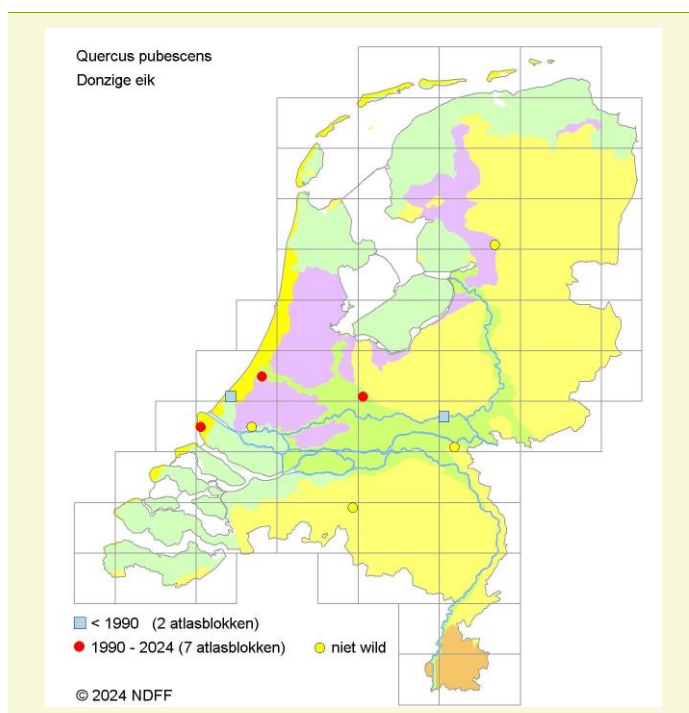 Quercus pubescens
Donzige eik
< 1990 (2 atlasblokken)
1990 - 2024 (7 atlasblokken) niet wild
© 2024 NDFF